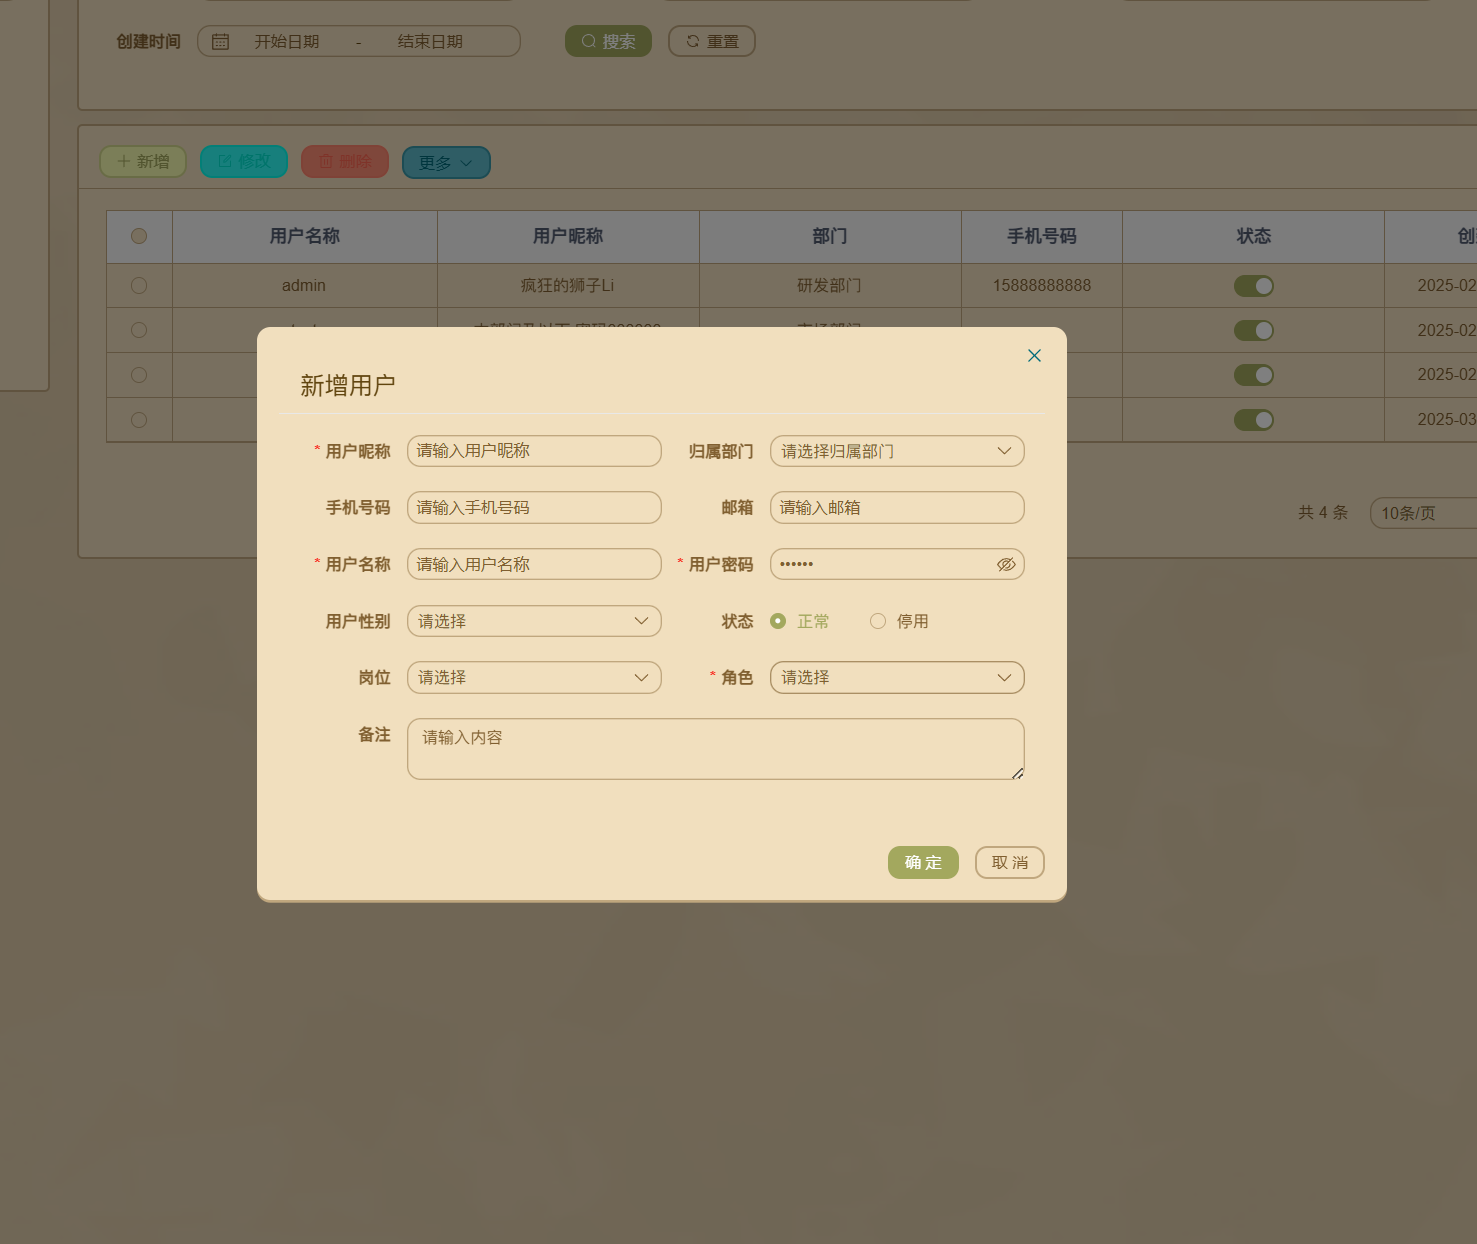 创建时间 开始日期 - 结束日期 搜索 重置
新增 修改 删除 更多
用户名称 用户昵称 部门 手机号码 状态
admin 疯狂的狮子Li 研发部门 15888888888 2025-02
2025-02
2025-02
2025-03
共 4 条 10条/页
新增用户
* 用户昵称 请输入用户昵称 归属部门 请选择归属部门
手机号码 请输入手机号码 邮箱 请输入邮箱
* 用户名称 请输入用户名称 * 用户密码 ••••••
用户性别 请选择 状态 正常 停用
岗位 请选择 * 角色 请选择
备注 请输入内容
确 定 取 消